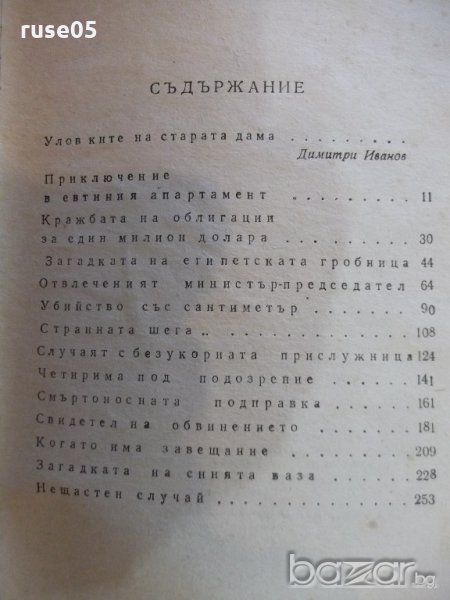 ruse05
СЪДЪРЖАНИЕ
Уловките на старата дама . . . . . . . .
Димитри Иванов
Приключение
в евтиния апартамент . . . . . . . . 11
Кражбата на облигации
за един милион долара . . . . . . . 30
Загадката на египетската гробница 44
Отвлеченият министър-председател 64
Убийство със сантиметър . . . . . . 90
Странната шега . . . . . . . . . . 108
Случаят с безукорната прислужница 124
Четирима под подозрение . . . . . 141
Смъртоносната подправка . . . . . 161
Свидетел на обвинението . . . . . 181
Когато има завещание . . . . . . . 209
Загадката на синята ваза . . . . . 228
Нещастен случай . . . . . . . . . . 253
bazar.bg